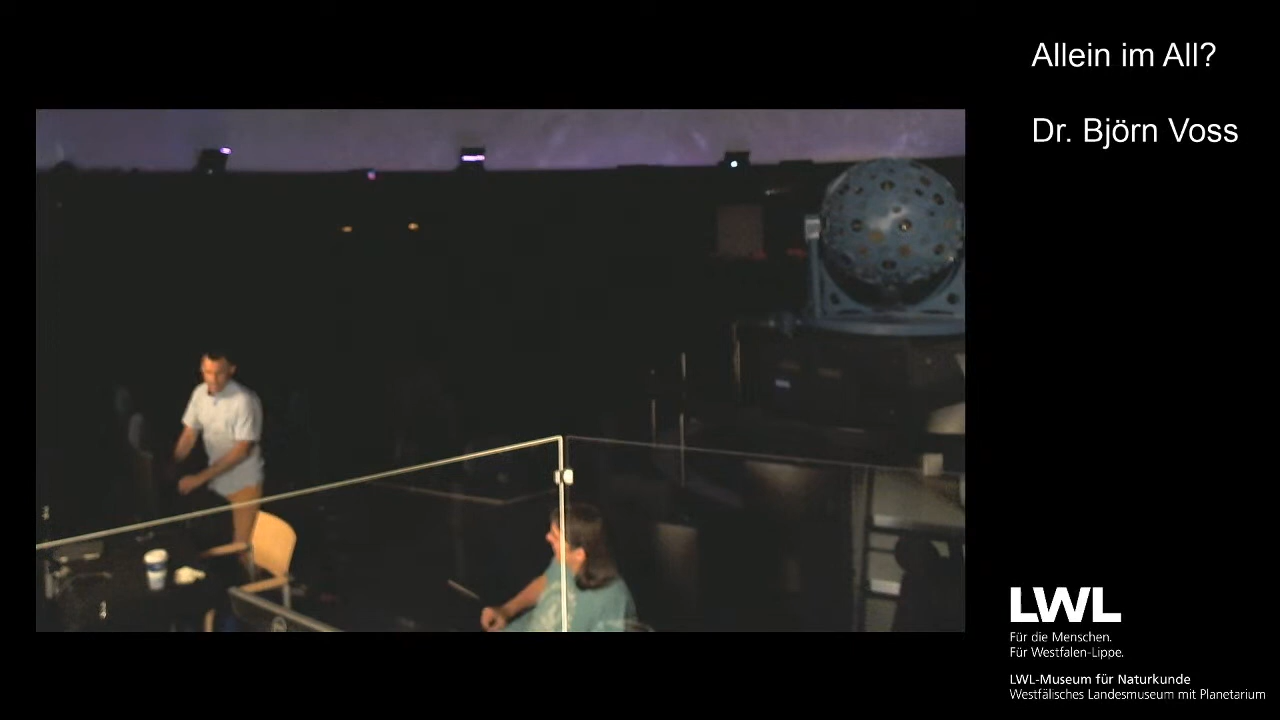 Allein im All?
Dr. Björn Voss
LWL
Für die Menschen.
Für Westfalen-Lippe.
LWL-Museum für Naturkunde
Westfälisches Landesmuseum mit Planetarium